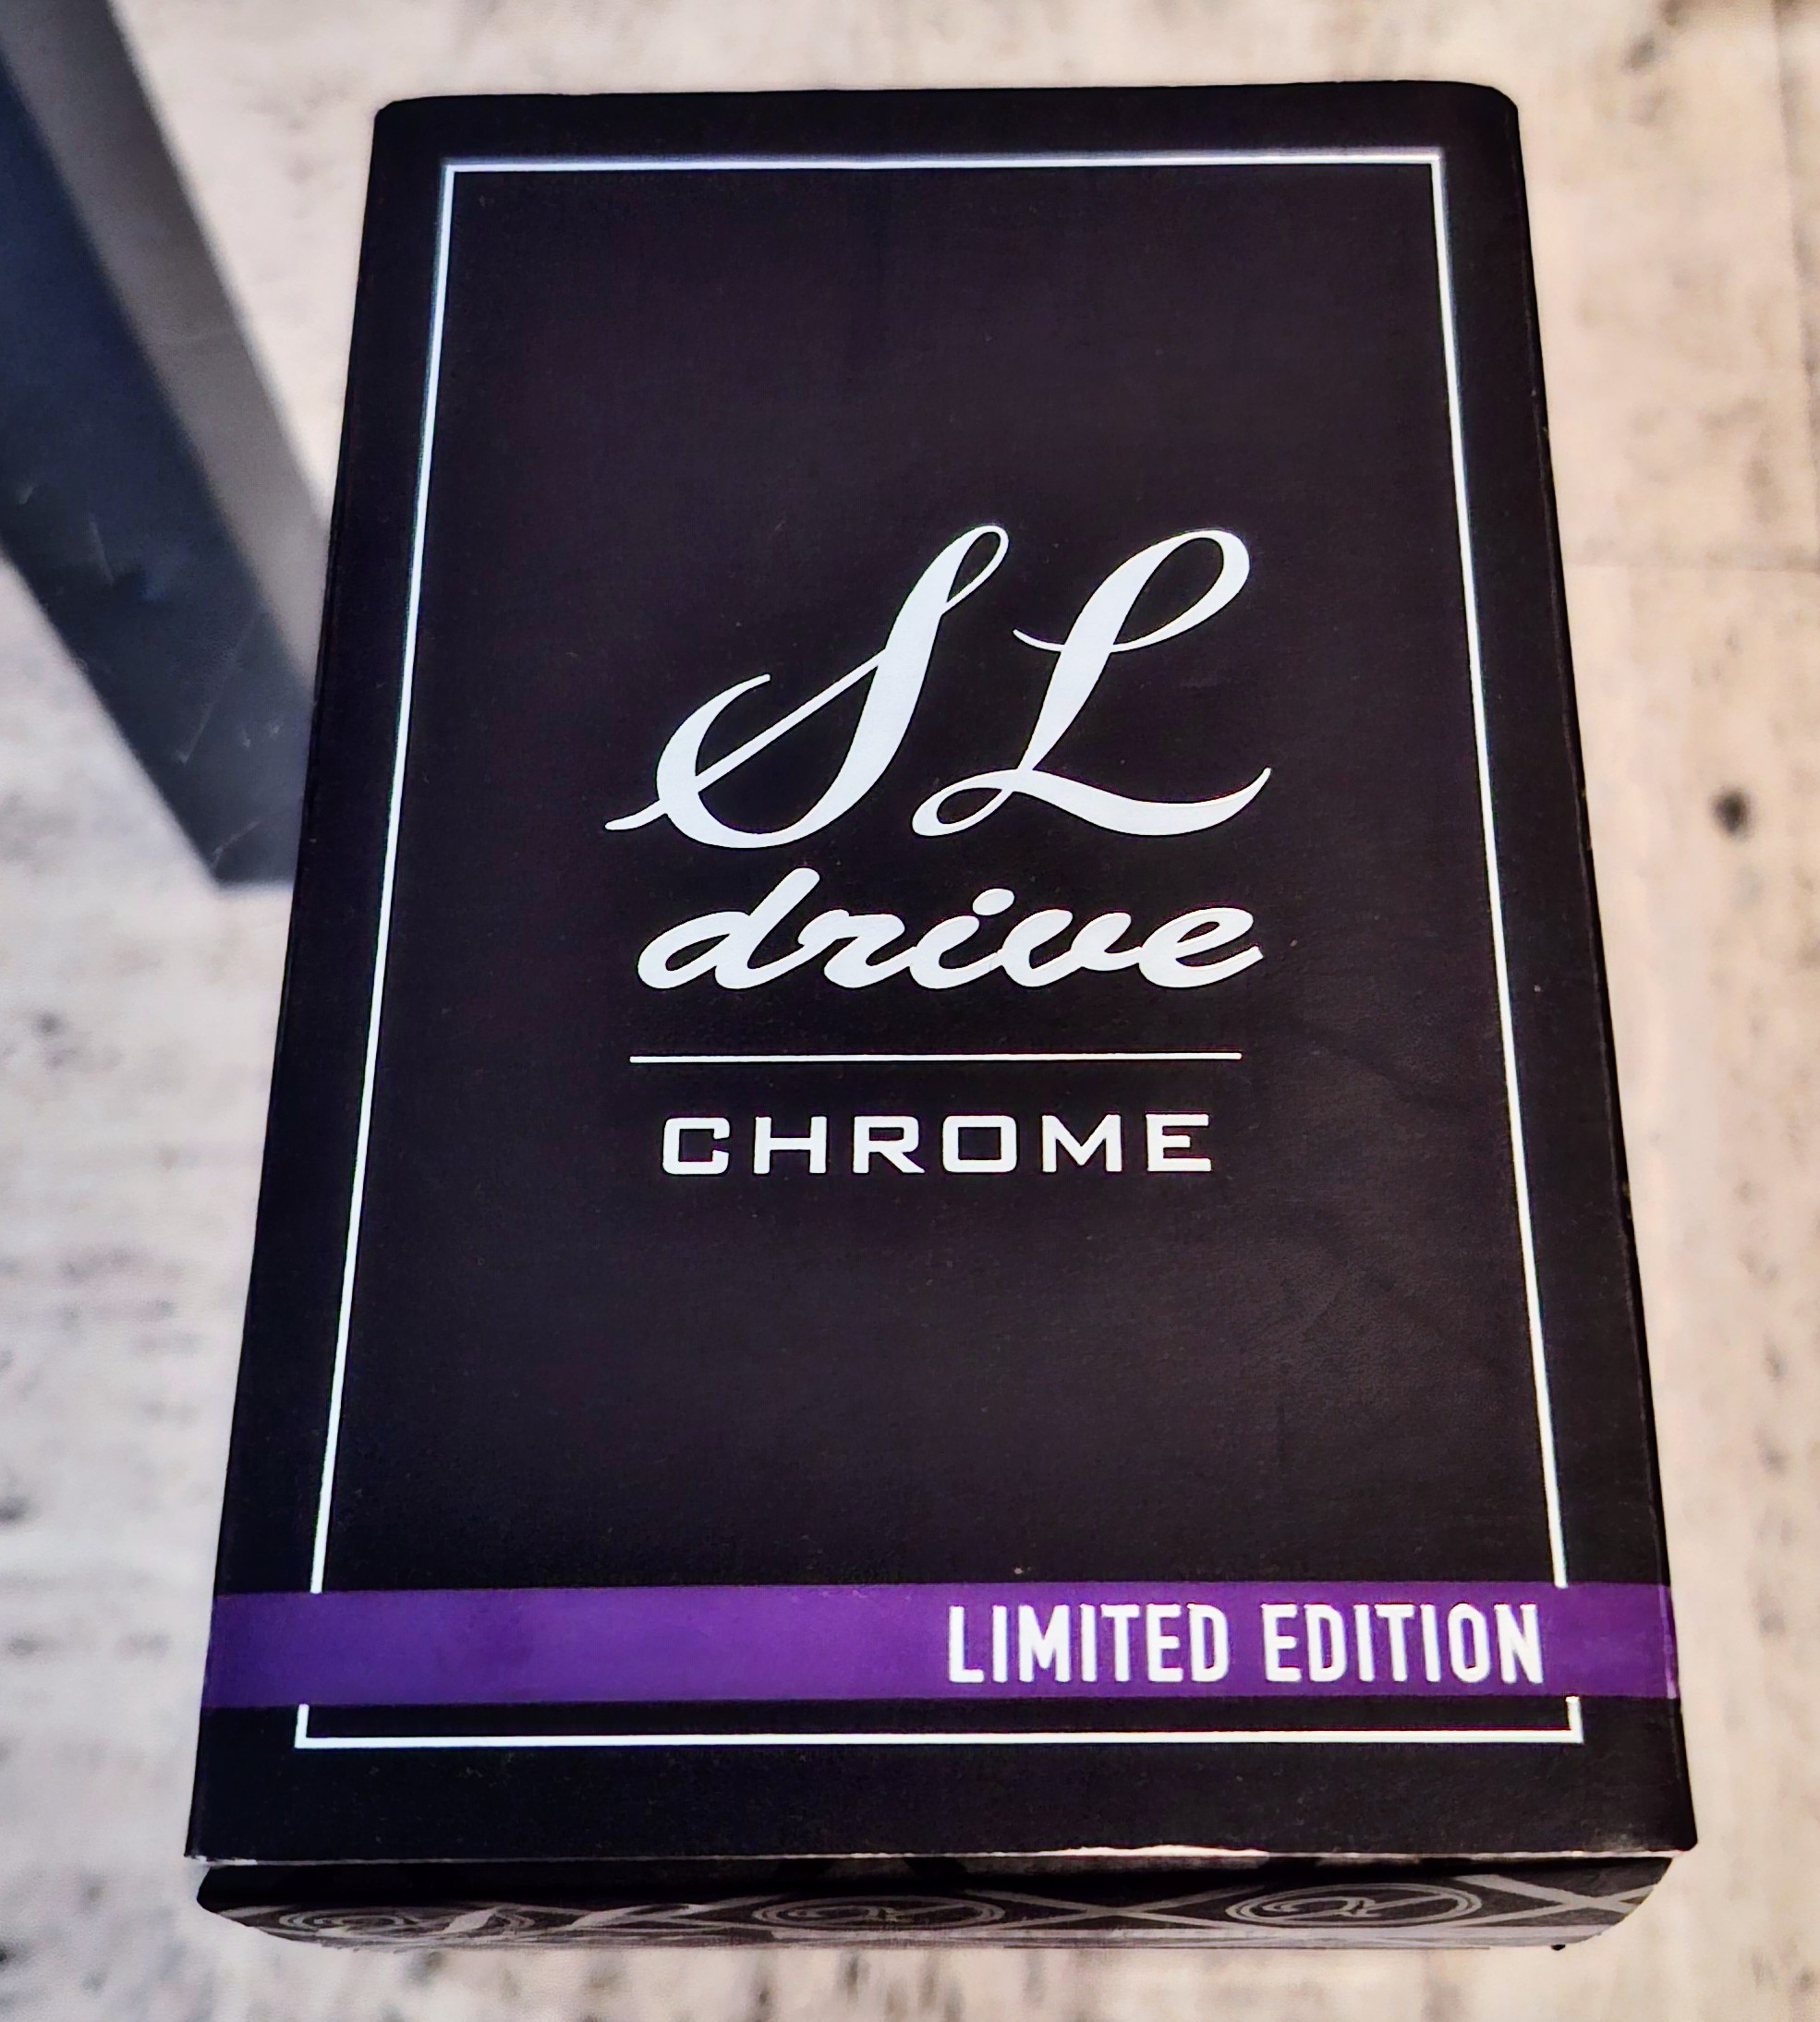 SL
drive
CHROME
LIMITED EDITION